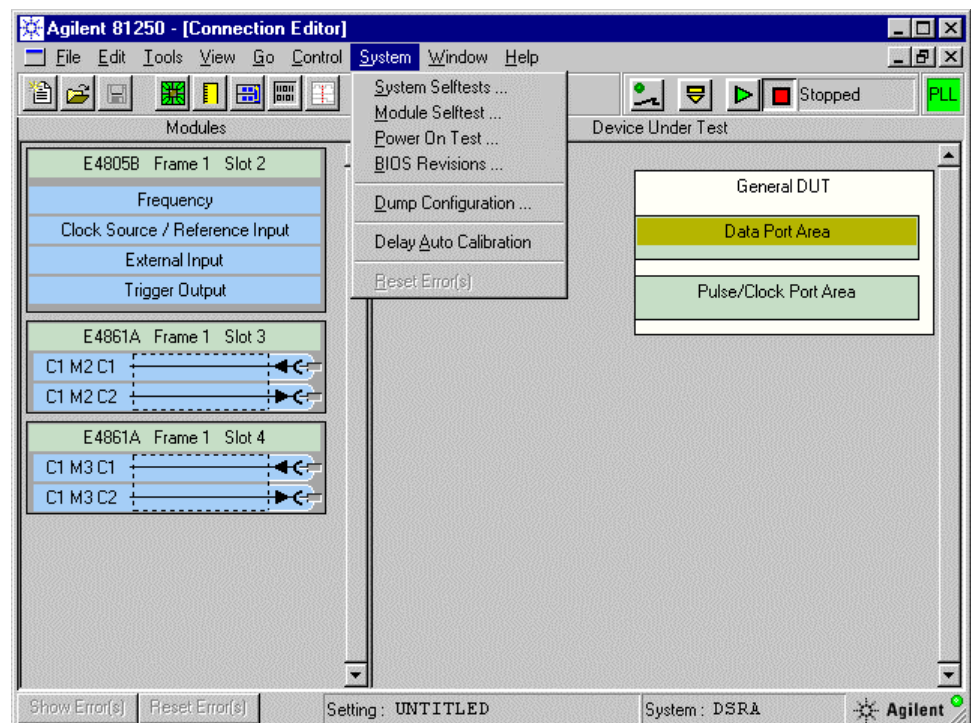 Agilent 81250 - [Connection Editor]
File Edit Tools View Go Control System Window Help
Stopped
PLL
Modules
Device Under Test
System Selftests ...
Module Selftest ...
Power On Test ...
BIOS Revisions ...
Dump Configuration ...
Delay Auto Calibration
Reset Error(s)
E4805B Frame 1 Slot 2
Frequency
Clock Source / Reference Input
External Input
Trigger Output
E4861A Frame 1 Slot 3
C1 M2 C1
C1 M2 C2
E4861A Frame 1 Slot 4
C1 M3 C1
C1 M3 C2
General DUT
Data Port Area
Pulse/Clock Port Area
Show Error(s) Reset Error(s) Setting: UNTITLED System: DSRA Agilent